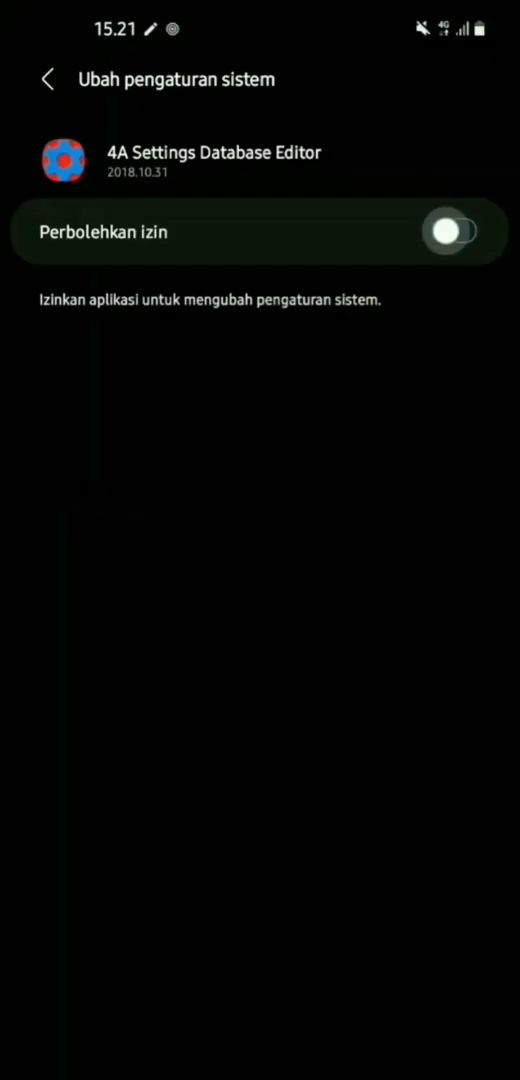 15.21
4G
Ubah pengaturan sistem
4A Settings Database Editor
2018.10.31
Perbolehkan izin
Izinkan aplikasi untuk mengubah pengaturan sistem.